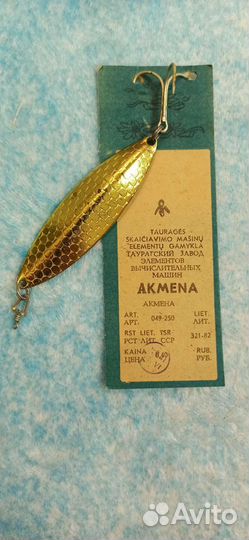 TAURAGĖS
SKAIČIAVIMO MAŠINŲ
ELEMENTŲ GAMYKLA
ТАУРАГСКИЙ ЗАВОД
ЭЛЕМЕНТОВ
ВЫЧИСЛИТЕЛЬНЫХ
МАШИН
AKMENA
АКМЕНА
ART. LIET.
АРТ. 049-250 ЛИТ.
RST LIET. TSR 321-82
РСТ ЛИТ. ССР
KAINA RUB.
ЦЕНА РУБ.
Avito